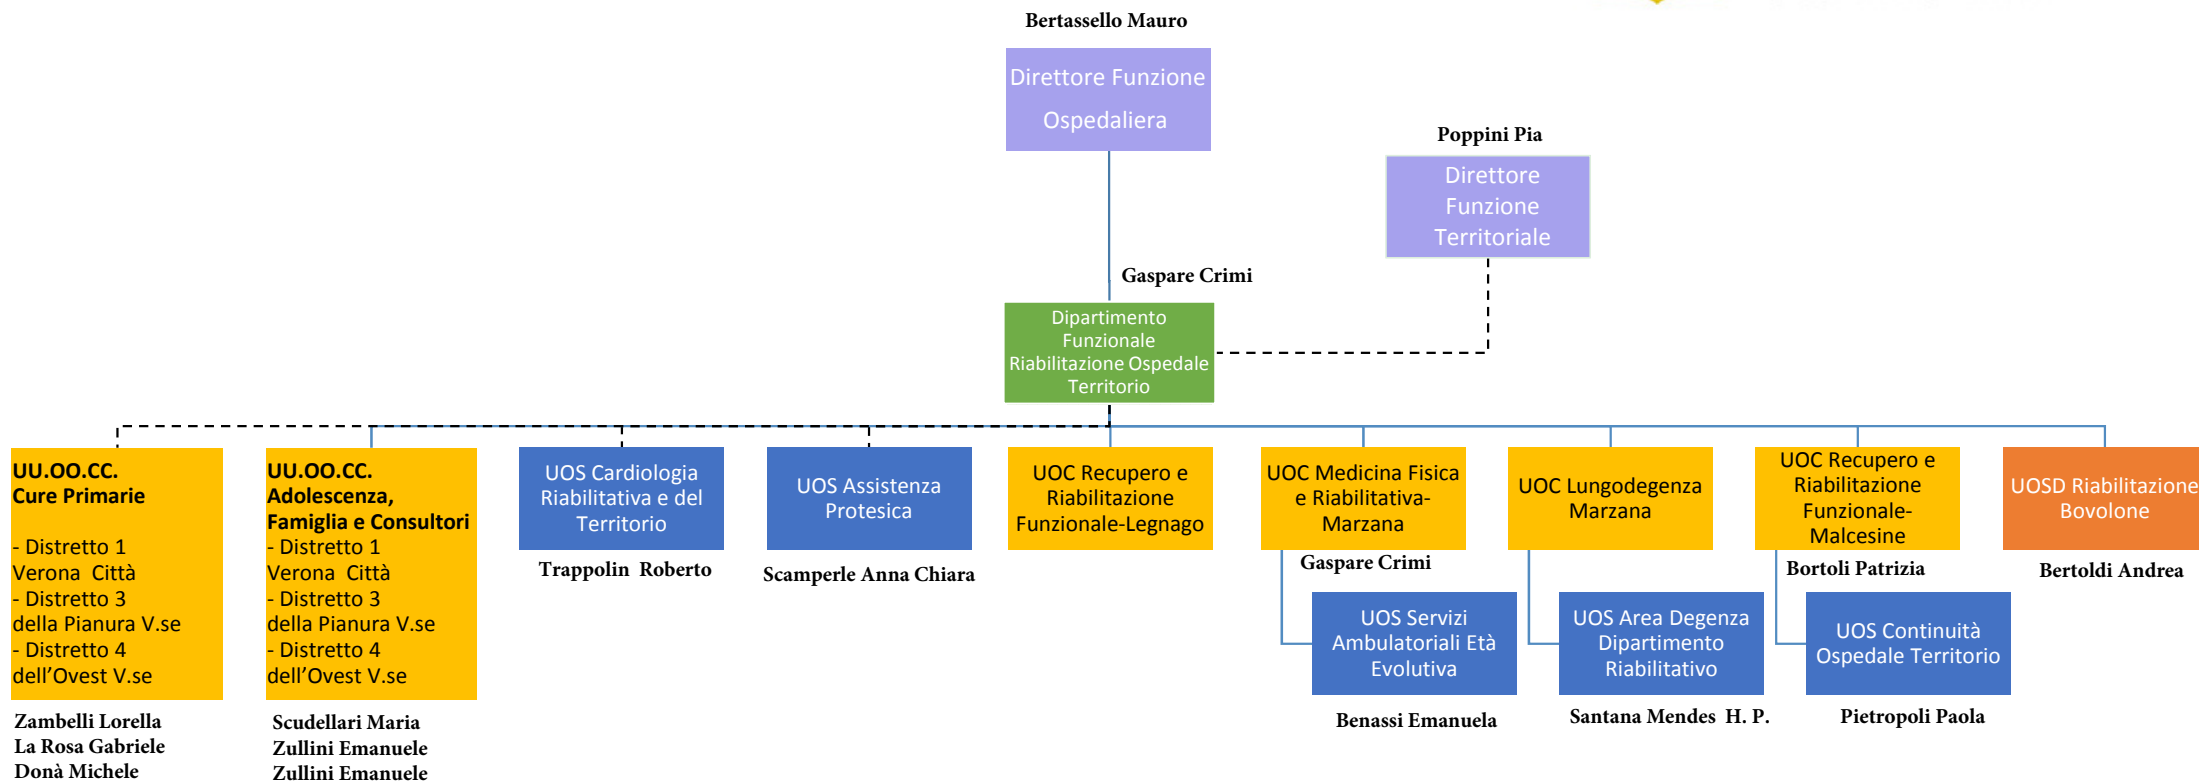 Bertassello Mauro
Direttore Funzione
Ospedaliera
Poppini Pia
Direttore
Funzione
Territoriale
Gaspare Crimi
Dipartimento
Funzionale
Riabilitazione Ospedale
Territorio
UU.OO.CC.
Cure Primarie
- Distretto 1
Verona Città
- Distretto 3
della Pianura V.se
- Distretto 4
dell'Ovest V.se
Zambelli Lorella
La Rosa Gabriele
Donà Michele
UU.OO.CC.
Adolescenza,
Famiglia e Consultori
- Distretto 1
Verona Città
- Distretto 3
della Pianura V.se
- Distretto 4
dell'Ovest V.se
Scudellari Maria
Zullini Emanuele
Zullini Emanuele
UOS Cardiologia
Riabilitativa e del
Territorio
Trappolin Roberto
UOS Assistenza
Protesica
Scamperle Anna Chiara
UOC Recupero e
Riabilitazione
Funzionale-Legnago
UOC Medicina Fisica
e Riabilitativa-
Marzana
Gaspare Crimi
UOS Servizi
Ambulatoriali Età
Evolutiva
Benassi Emanuela
UOC Lungodegenza
Marzana
UOS Area Degenza
Dipartimento
Riabilitativo
Santana Mendes H. P.
UOC Recupero e
Riabilitazione
Funzionale-
Malcesine
Bortoli Patrizia
UOS Continuità
Ospedale Territorio
Pietropoli Paola
UOSD Riabilitazione
Bovolone
Bertoldi Andrea